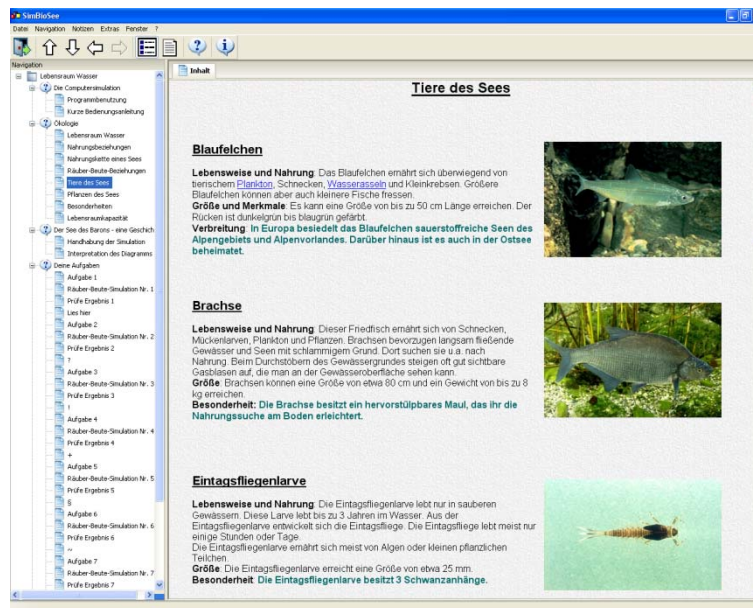 SimBioSee
Datei Navigation Notizen Extras Fenster ?
Navigation
Lebensraum Wasser
Die Computersimulation
Programmbenutzung
Kurze Bedienungsanleitung
Ökologie
Lebensraum Wasser
Nahrungsbeziehungen
Nahrungskette eines Sees
Räuber-Beute-Beziehungen
Tiere des Sees
Pflanzen des Sees
Besonderheiten
Lebensraumkapazität
Der See des Barons - eine Geschich
Handhabung der Simulation
Interpretation des Diagramms
Deine Aufgaben
Aufgabe 1
Räuber-Beute-Simulation Nr. 1
Prüfe Ergebnis 1
Lies hier
Aufgabe 2
Räuber-Beute-Simulation Nr. 2
Prüfe Ergebnis 2
?
Aufgabe 3
Räuber-Beute-Simulation Nr. 3
Prüfe Ergebnis 3
!
Aufgabe 4
Räuber-Beute-Simulation Nr. 4
Prüfe Ergebnis 4
+
Aufgabe 5
Räuber-Beute-Simulation Nr. 5
Prüfe Ergebnis 5
§
Aufgabe 6
Räuber-Beute-Simulation Nr. 6
Prüfe Ergebnis 6
Aufgabe 7
Räuber-Beute-Simulation Nr. 7
Prüfe Ergebnis 7
Inhalt
Tiere des Sees
Blaufelchen
Lebensweise und Nahrung: Das Blaufelchen ernährt sich überwiegend von
tierischem Plankton, Schnecken, Wasserasseln und Kleinkrebsen. Größere
Blaufelchen können aber auch kleinere Fische fressen.
Größe und Merkmale: Es kann eine Größe von bis zu 50 cm Länge erreichen. Der
Rücken ist dunkelgrün bis blaugrün gefärbt.
Verbreitung: In Europa besiedelt das Blaufelchen sauerstoffreiche Seen des
Alpengebiets und Alpenvorlandes. Darüber hinaus ist es auch in der Ostsee
beheimatet.
Brachse
Lebensweise und Nahrung: Dieser Friedfisch ernährt sich von Schnecken,
Mückenlarven, Plankton und Pflanzen. Brachsen bevorzugen langsam fließende
Gewässer und Seen mit schlammigem Grund. Dort suchen sie u.a. nach
Nahrung. Beim Durchstöbern des Gewässergrundes steigen oft gut sichtbare
Gasblasen auf, die man an der Gewässeroberfläche sehen kann.
Größe: Brachsen können eine Größe von etwa 80 cm und ein Gewicht von bis zu 8
kg erreichen.
Besonderheit: Die Brachse besitzt ein hervorstülpbares Maul, das ihr die
Nahrungssuche am Boden erleichtert.
Eintagsfliegenlarve
Lebensweise und Nahrung: Die Eintagsfliegenlarve lebt nur in sauberen
Gewässern. Diese Larve lebt bis zu 3 Jahren im Wasser. Aus der
Eintagsfliegenlarve entwickelt sich die Eintagsfliege. Die Eintagsfliege lebt meist nur
einige Stunden oder Tage.
Die Eintagsfliegenlarve ernährt sich meist von Algen oder kleinen pflanzlichen
Teilchen.
Größe: Die Eintagsfliegenlarve erreicht eine Größe von etwa 25 mm.
Besonderheit: Die Eintagsfliegenlarve besitzt 3 Schwanzanhänge.